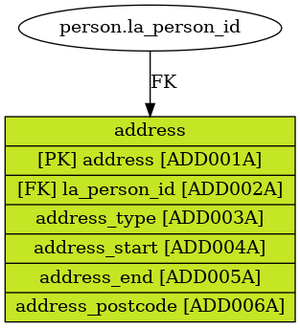 person.la_person_id
FK
address
[PK] address [ADD001A]
[FK] la_person_id [ADD002A]
address_type [ADD003A]
address_start [ADD004A]
address_end [ADD005A]
address_postcode [ADD006A]